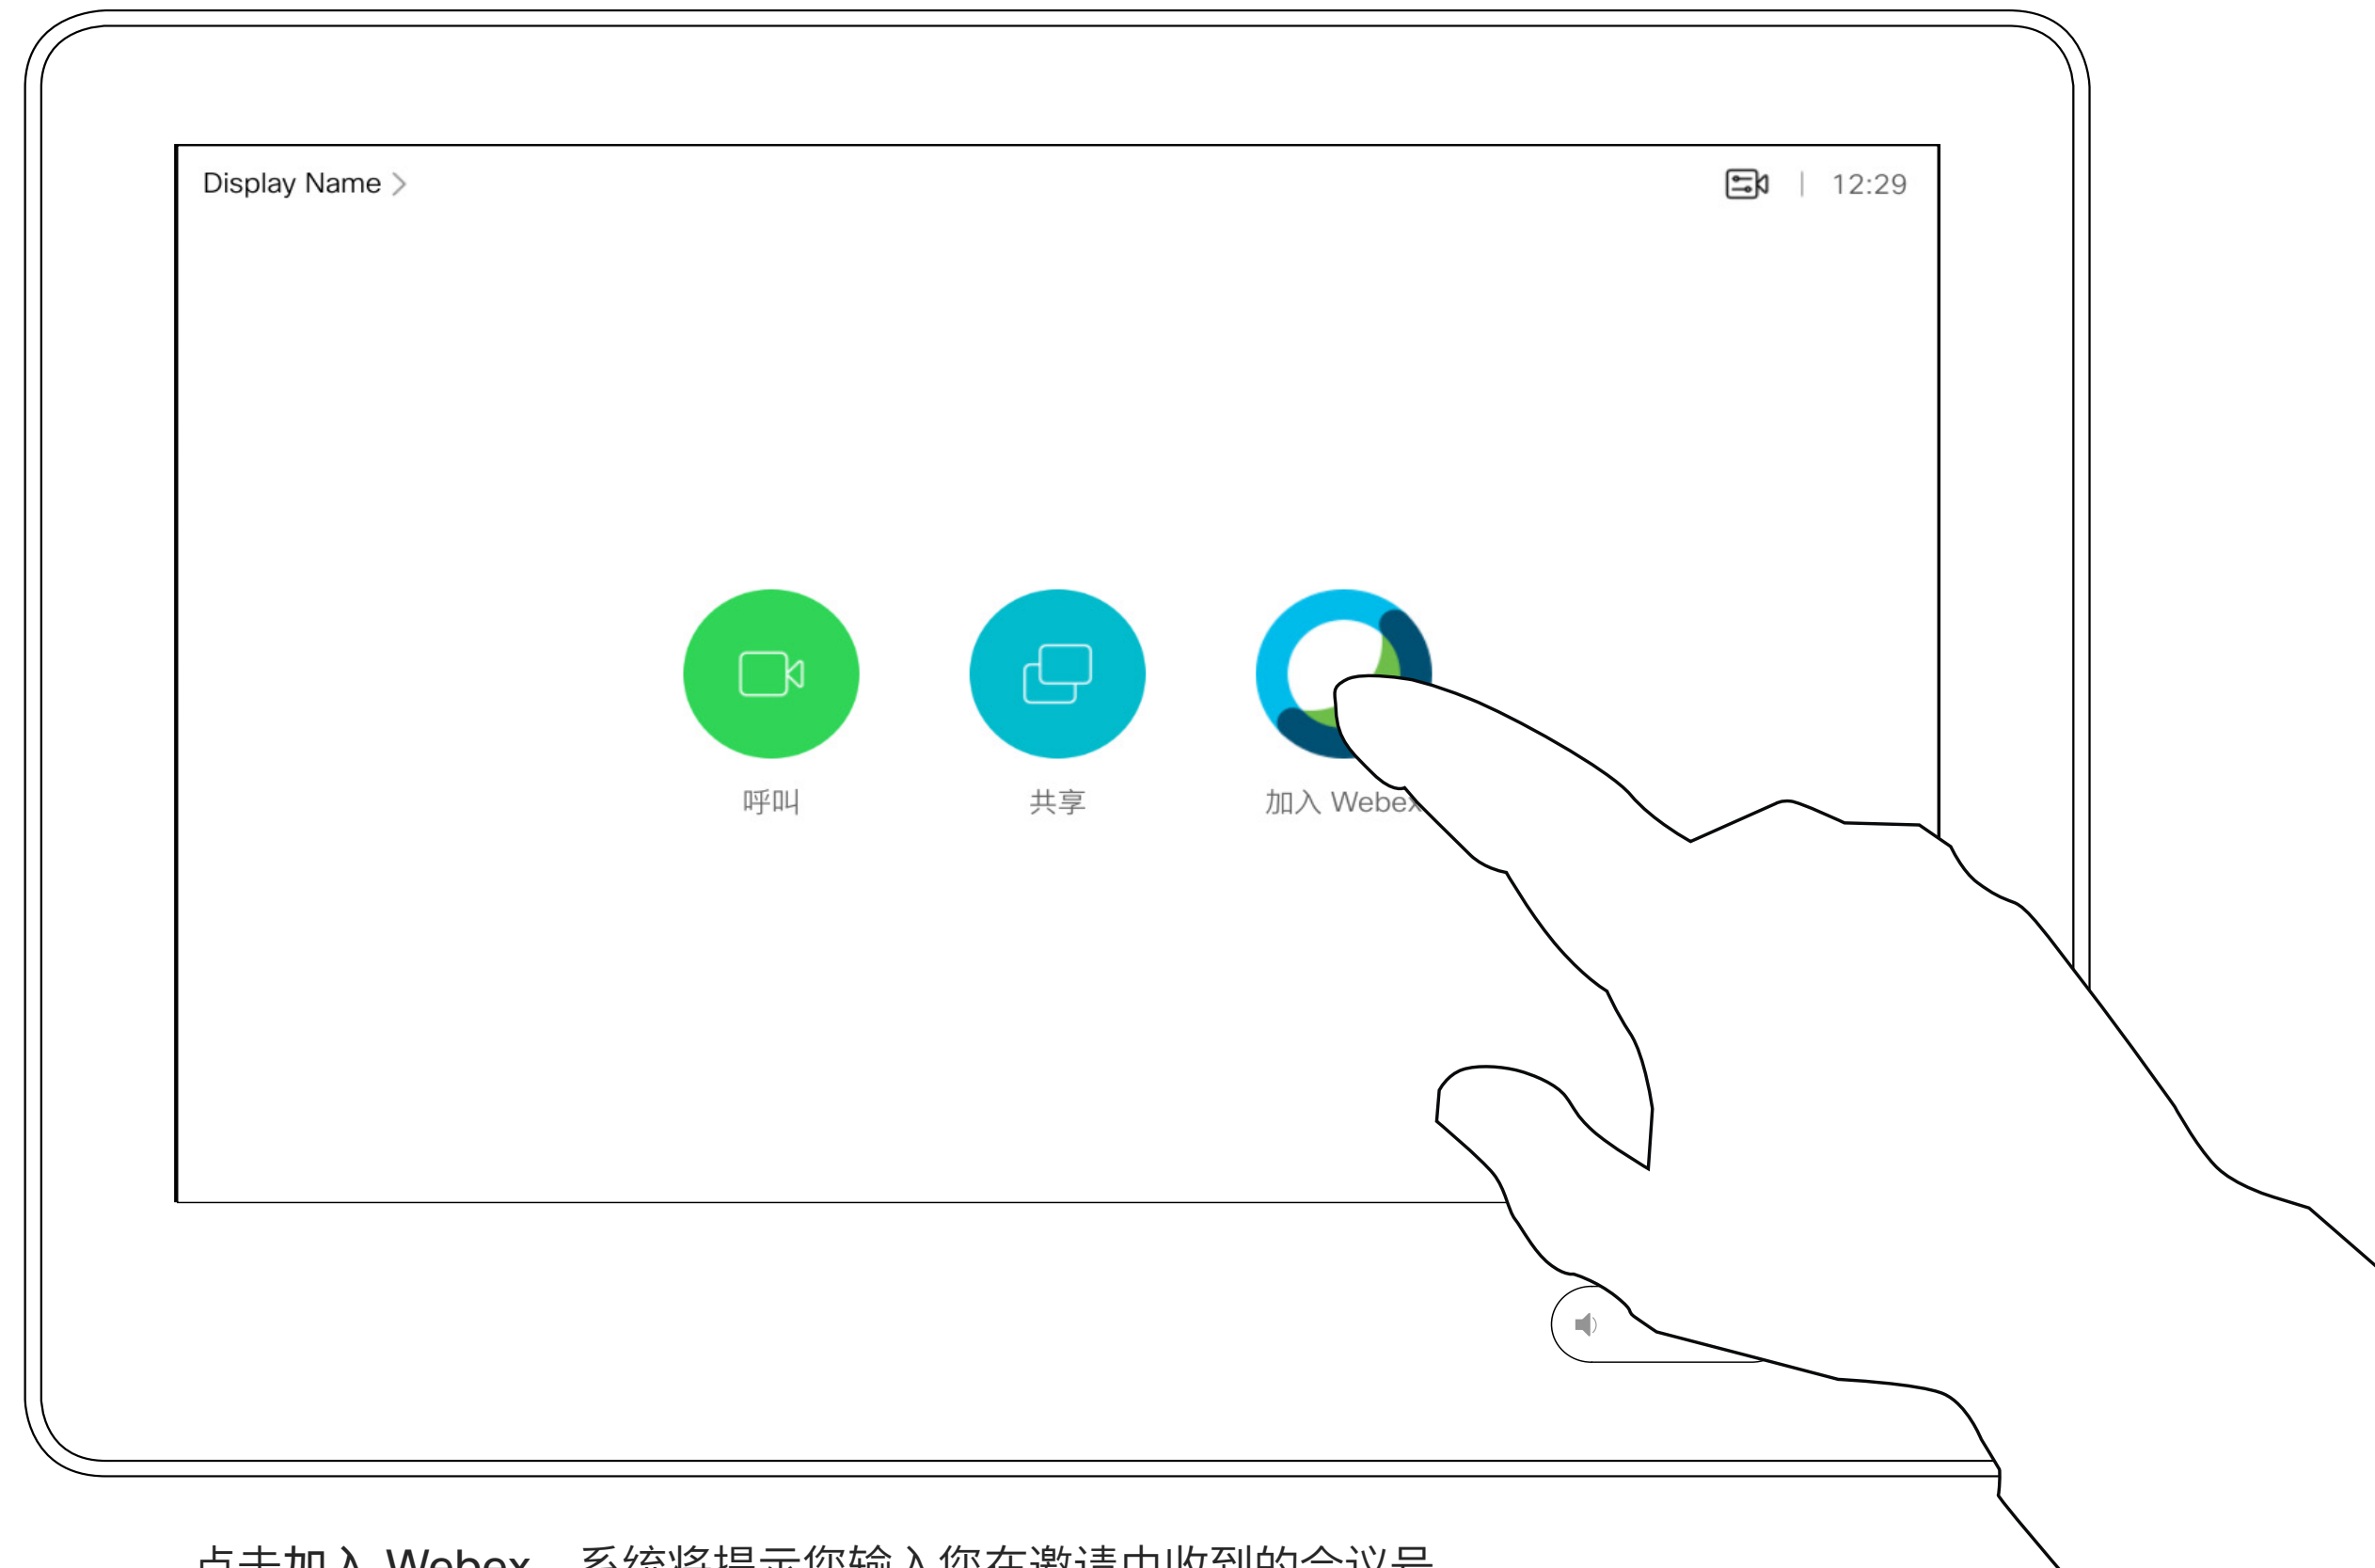 Display Name
12:29
呼叫
共享
加入 Webex
点击加入 Webex。系统将提示您输入您在邀请中收到的会议号